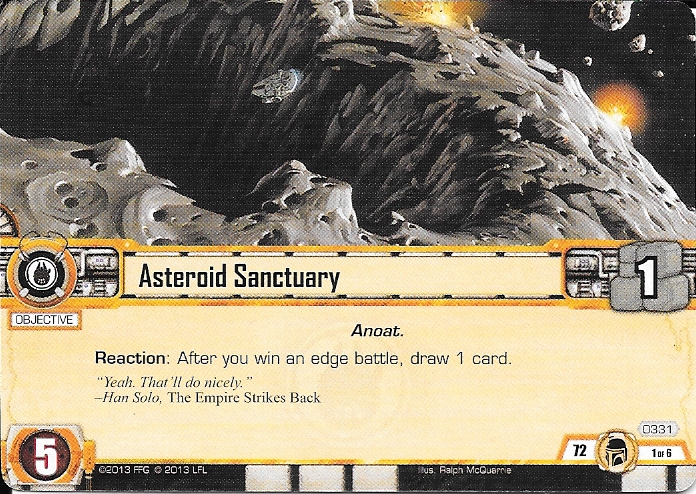 Asteroid Sanctuary
1
OBJECTIVE
Anoat.
Reaction: After you win an edge battle, draw 1 card.
“Yeah. That’ll do nicely.”
–Han Solo, The Empire Strikes Back
0331
5
72
1 OF 6
©2013 FFG © 2013 LFL
Illus. Ralph McQuarrie